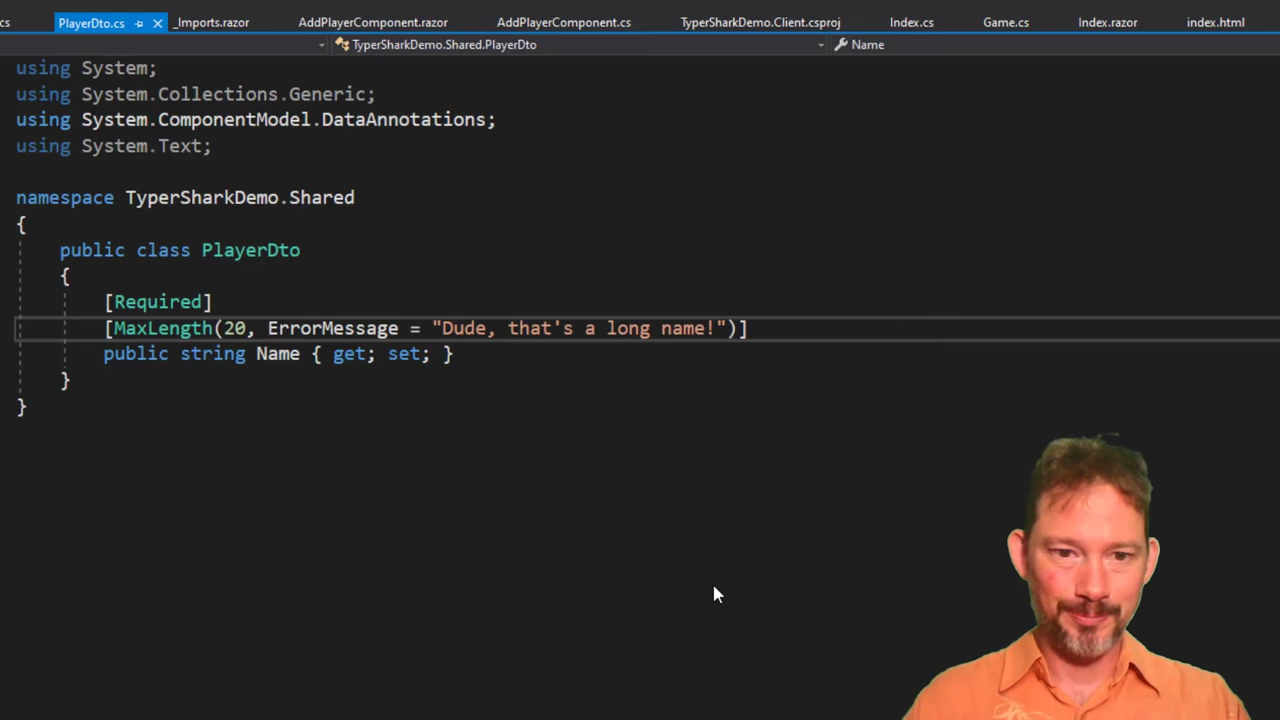 cs PlayerDto.cs _Imports.razor AddPlayerComponent.razor AddPlayerComponent.cs TyperSharkDemo.Client.csproj Index.cs Game.cs Index.razor index.html
TyperSharkDemo.Shared.PlayerDto Name
using System;
using System.Collections.Generic;
using System.ComponentModel.DataAnnotations;
using System.Text;
namespace TyperSharkDemo.Shared
{
public class PlayerDto
{
[Required]
[MaxLength(20, ErrorMessage = "Dude, that's a long name!")]
public string Name { get; set; }
}
}